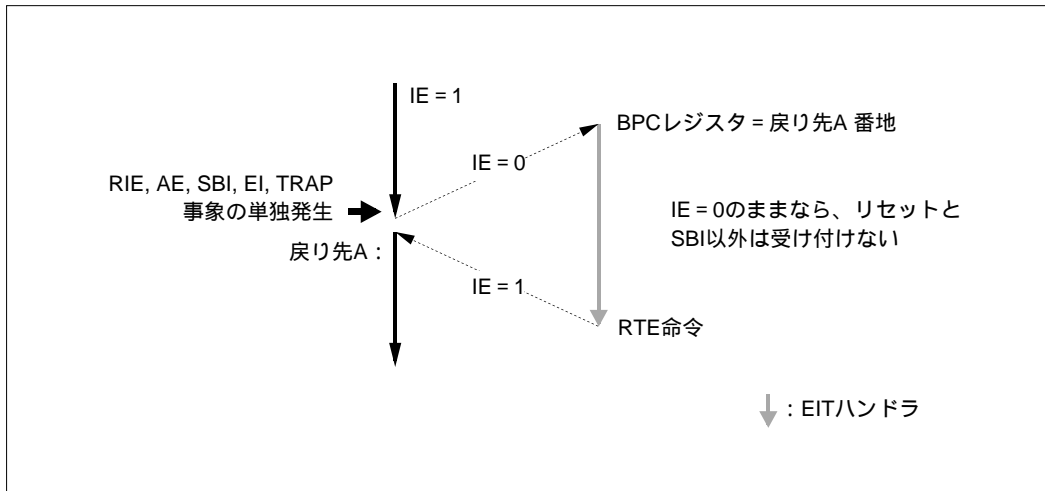 IE = 1
BPCレジスタ = 戻り先A 番地
IE = 0
RIE, AE, SBI, EI, TRAP
事象の単独発生
IE = 0のままなら、リセットと
SBI以外は受け付けない
戻り先A：
IE = 1
RTE命令
：EITハンドラ